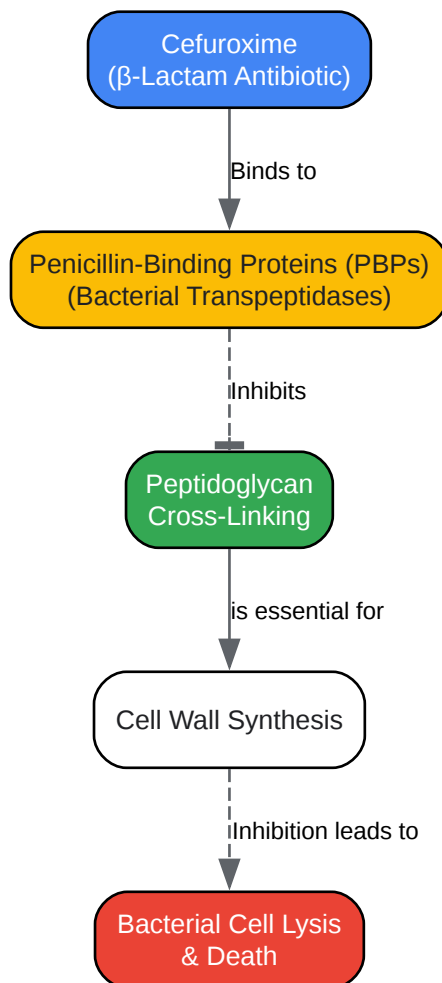 Cefuroxime
(β-Lactam Antibiotic)
Binds to
Penicillin-Binding Proteins (PBPs)
(Bacterial Transpeptidases)
Inhibits
Peptidoglycan
Cross-Linking
is essential for
Cell Wall Synthesis
Inhibition leads to
Bacterial Cell Lysis
& Death